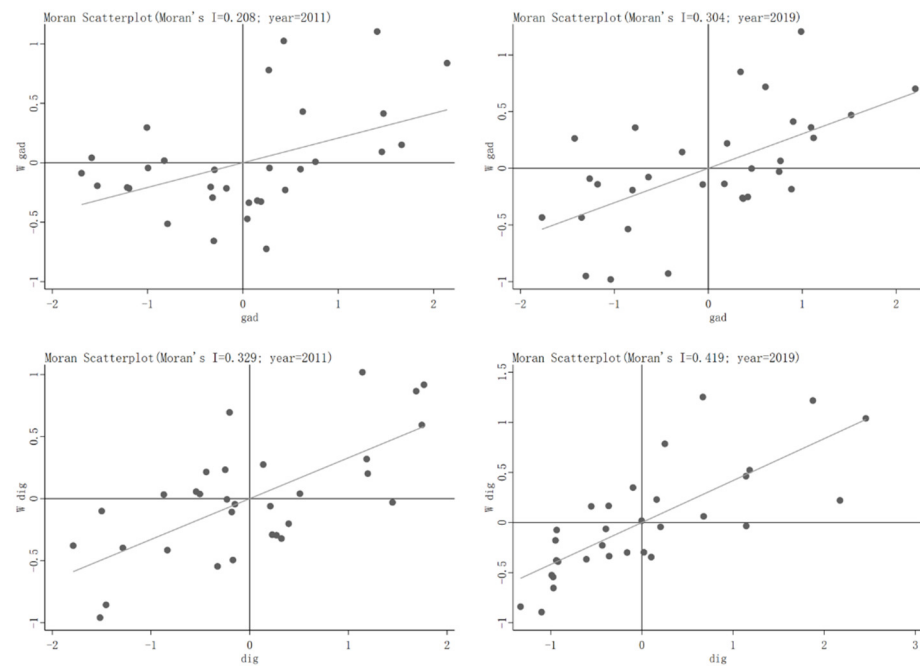 Moran Scatterplot(Moran's I=0.208; year=2011)
W gad
1
0.5
0
-0.5
-1
-2 -1 0 1 2
gad
Moran Scatterplot(Moran's I=0.304; year=2019)
W gad
1
0.5
0
-0.5
-1
-2 -1 0 1 2
gad
Moran Scatterplot(Moran's I=0.329; year=2011)
W dig
1
0.5
0
-0.5
-1
-2 -1 0 1 2
dig
Moran Scatterplot(Moran's I=0.419; year=2019)
W dig
1.5
1
0.5
0
-0.5
-1
-1 0 1 2 3
dig